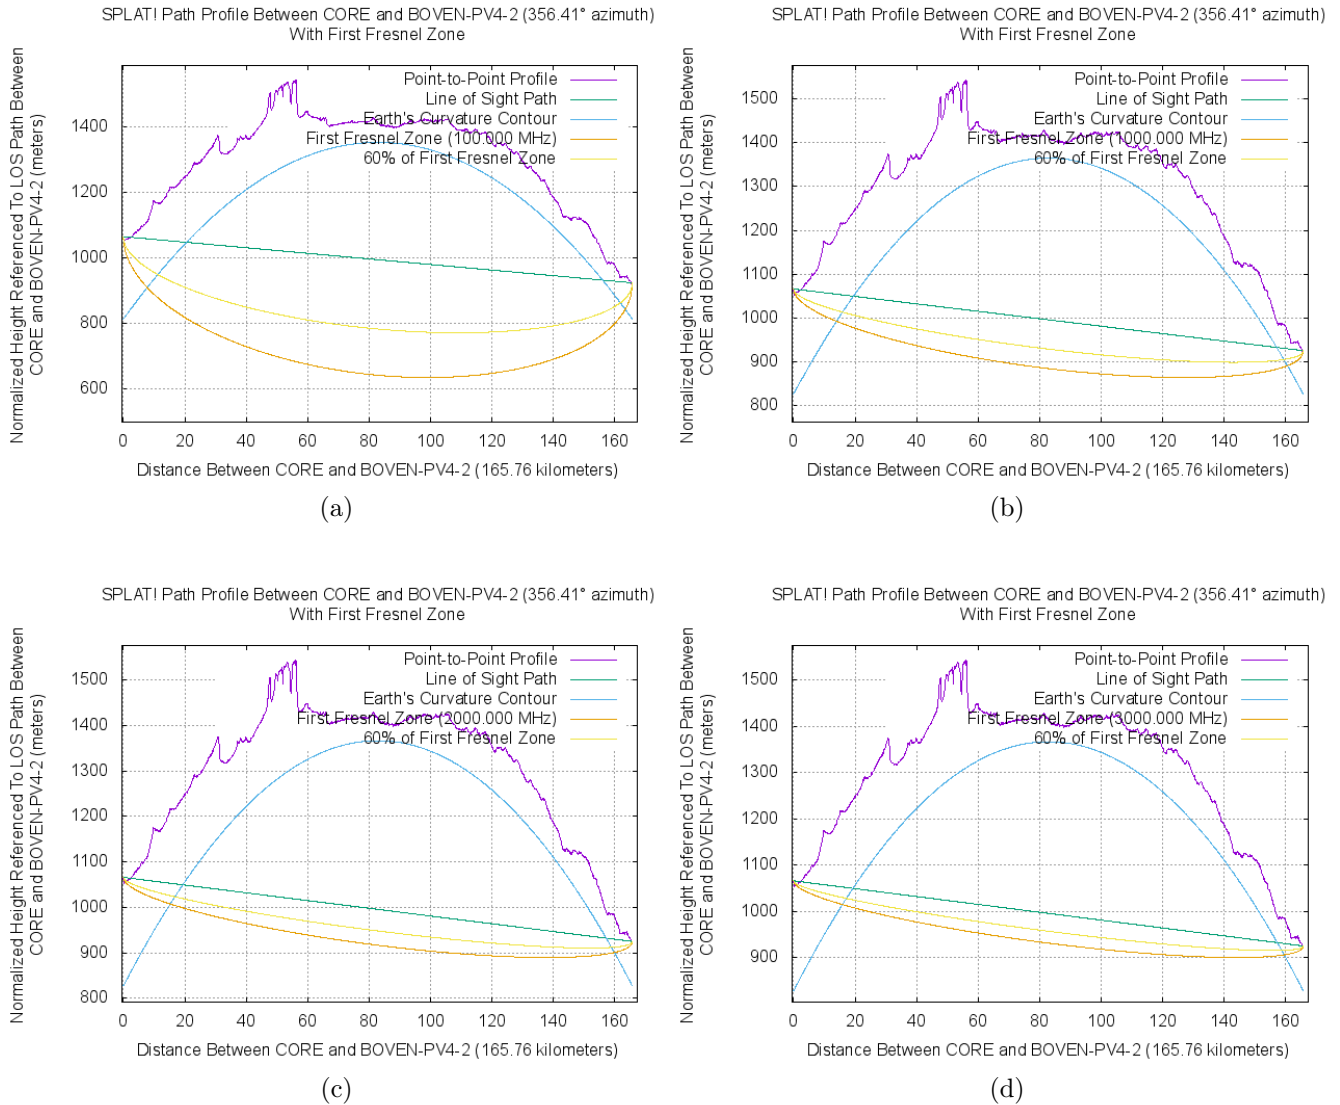 SPLAT! Path Profile Between CORE and BOVEN-PV4-2 (356.41° azimuth)
With First Fresnel Zone
Normalized Height Referenced To LOS Path Between
CORE and BOVEN-PV4-2 (meters)
Point-to-Point Profile
Line of Sight Path
Earth's Curvature Contour
First Fresnel Zone (100.000 MHz)
60% of First Fresnel Zone
1400
1200
1000
800
600
0 20 40 60 80 100 120 140 160
Distance Between CORE and BOVEN-PV4-2 (165.76 kilometers)
(a)
SPLAT! Path Profile Between CORE and BOVEN-PV4-2 (356.41° azimuth)
With First Fresnel Zone
Normalized Height Referenced To LOS Path Between
CORE and BOVEN-PV4-2 (meters)
Point-to-Point Profile
Line of Sight Path
Earth's Curvature Contour
First Fresnel Zone (1000.000 MHz)
60% of First Fresnel Zone
1500
1400
1300
1200
1100
1000
900
800
0 20 40 60 80 100 120 140 160
Distance Between CORE and BOVEN-PV4-2 (165.76 kilometers)
(b)
SPLAT! Path Profile Between CORE and BOVEN-PV4-2 (356.41° azimuth)
With First Fresnel Zone
Normalized Height Referenced To LOS Path Between
CORE and BOVEN-PV4-2 (meters)
Point-to-Point Profile
Line of Sight Path
Earth's Curvature Contour
First Fresnel Zone (2000.000 MHz)
60% of First Fresnel Zone
1500
1400
1300
1200
1100
1000
900
800
0 20 40 60 80 100 120 140 160
Distance Between CORE and BOVEN-PV4-2 (165.76 kilometers)
(c)
SPLAT! Path Profile Between CORE and BOVEN-PV4-2 (356.41° azimuth)
With First Fresnel Zone
Normalized Height Referenced To LOS Path Between
CORE and BOVEN-PV4-2 (meters)
Point-to-Point Profile
Line of Sight Path
Earth's Curvature Contour
First Fresnel Zone (3000.000 MHz)
60% of First Fresnel Zone
1500
1400
1300
1200
1100
1000
900
0 20 40 60 80 100 120 140 160
Distance Between CORE and BOVEN-PV4-2 (165.76 kilometers)
(d)